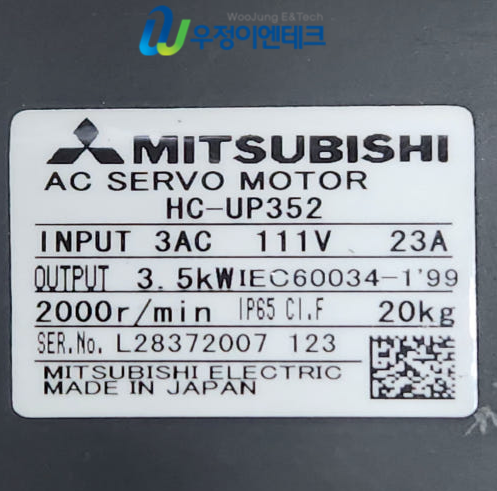 WooJung E&Tech
우정이엔테크
MITSUBISHI
AC SERVO MOTOR
HC-UP352
INPUT 3AC 111V 23A
OUTPUT 3.5kW IEC60034-1'99
2000r/min IP65 CI.F 20kg
SER.No. L28372007 123
MITSUBISHI ELECTRIC
MADE IN JAPAN